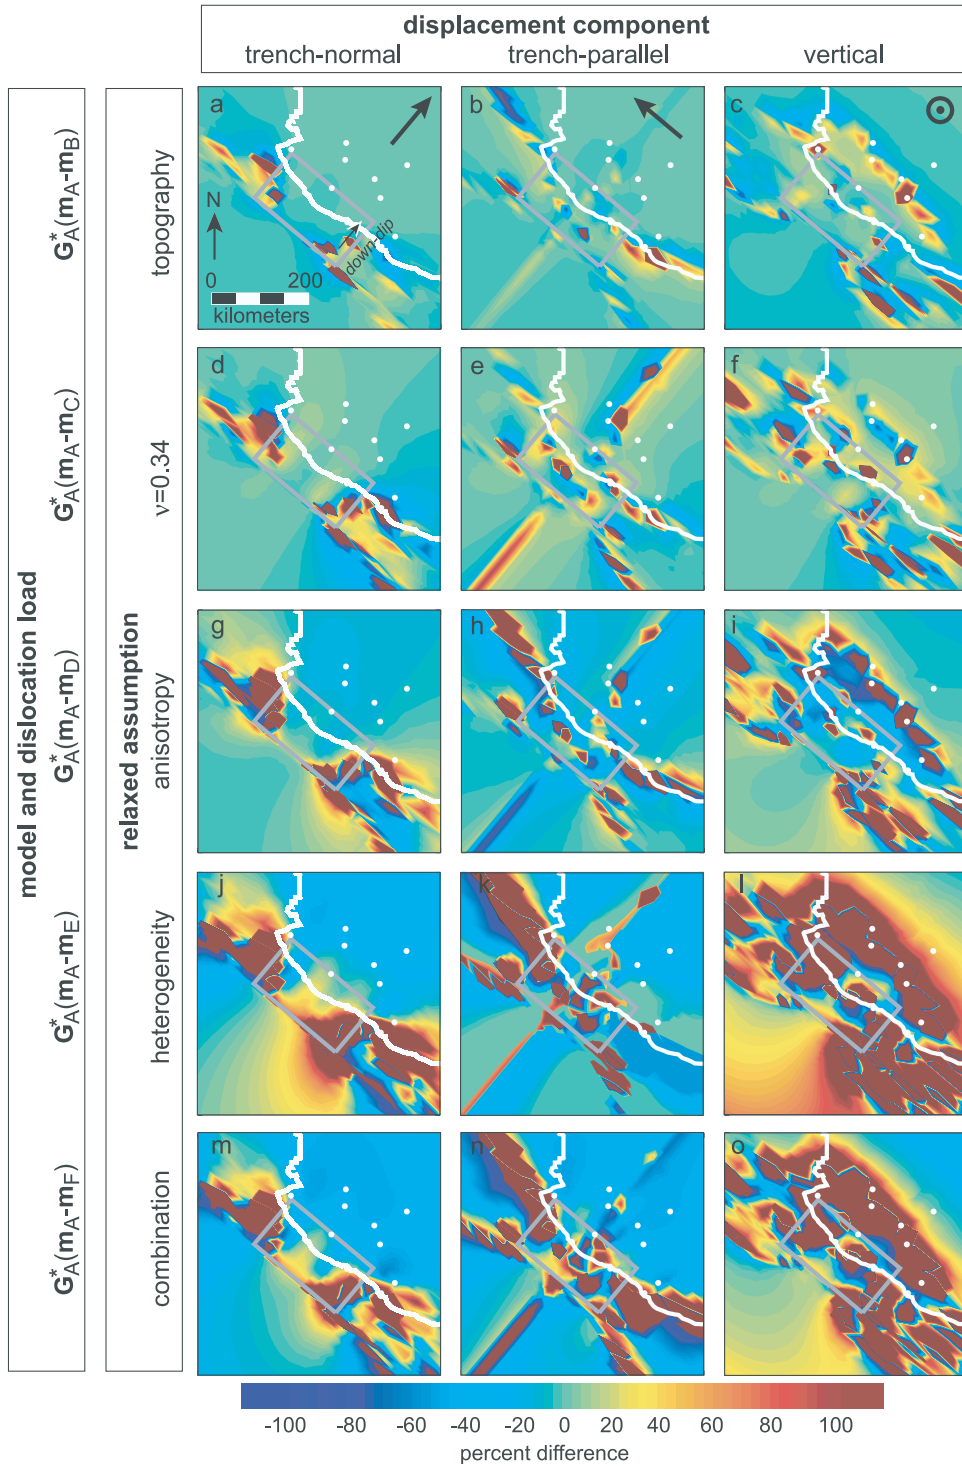 displacement component
trench-normal trench-parallel vertical
model and dislocation load
relaxed assumption
G*A(mA-mB)
topography
a
N
down-dip
0 200
kilometers
b
c
G*A(mA-mC)
ν=0.34
d
e
f
G*A(mA-mD)
anisotropy
g
h
i
G*A(mA-mE)
heterogeneity
j
k
l
G*A(mA-mF)
combination
m
n
o
-100 -80 -60 -40 -20 0 20 40 60 80 100
percent difference